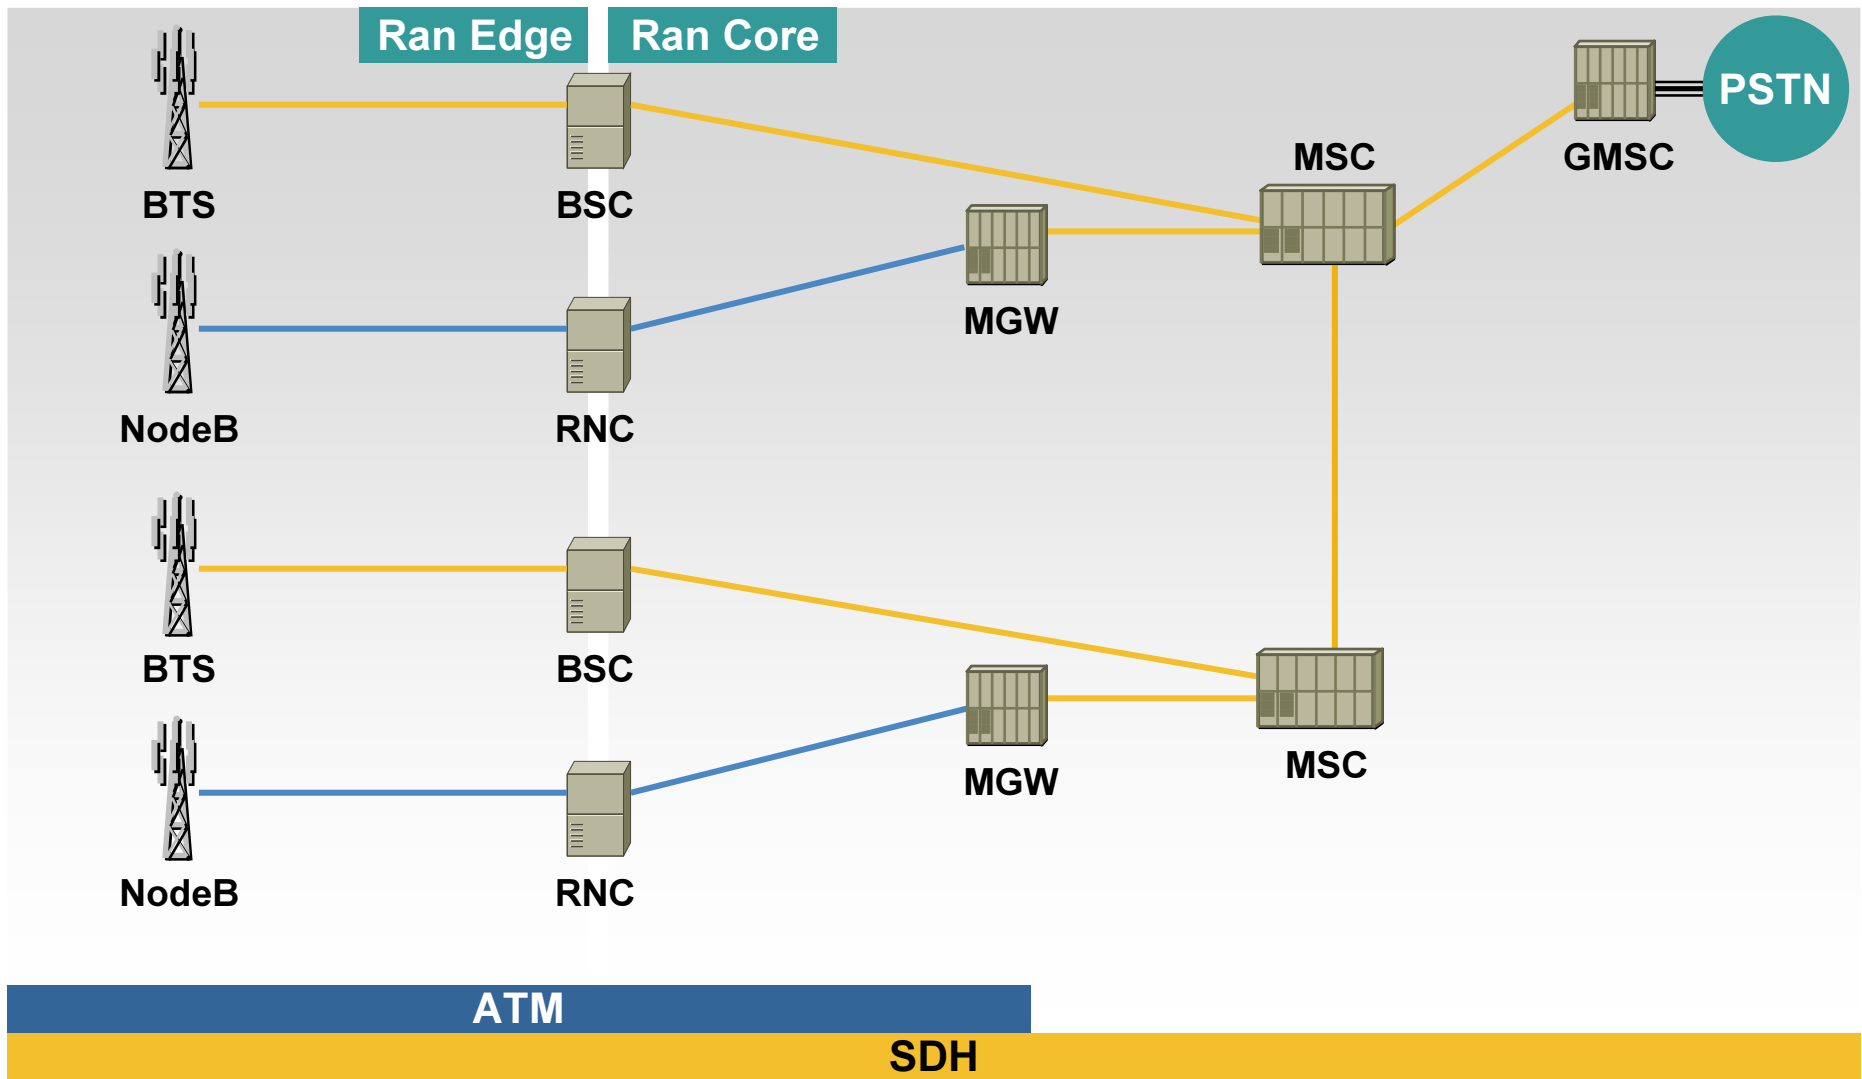 Ran Edge
Ran Core
PSTN
MSC
GMSC
BTS
BSC
MGW
NodeB
RNC
BTS
BSC
MGW
MSC
NodeB
RNC
ATM
SDH